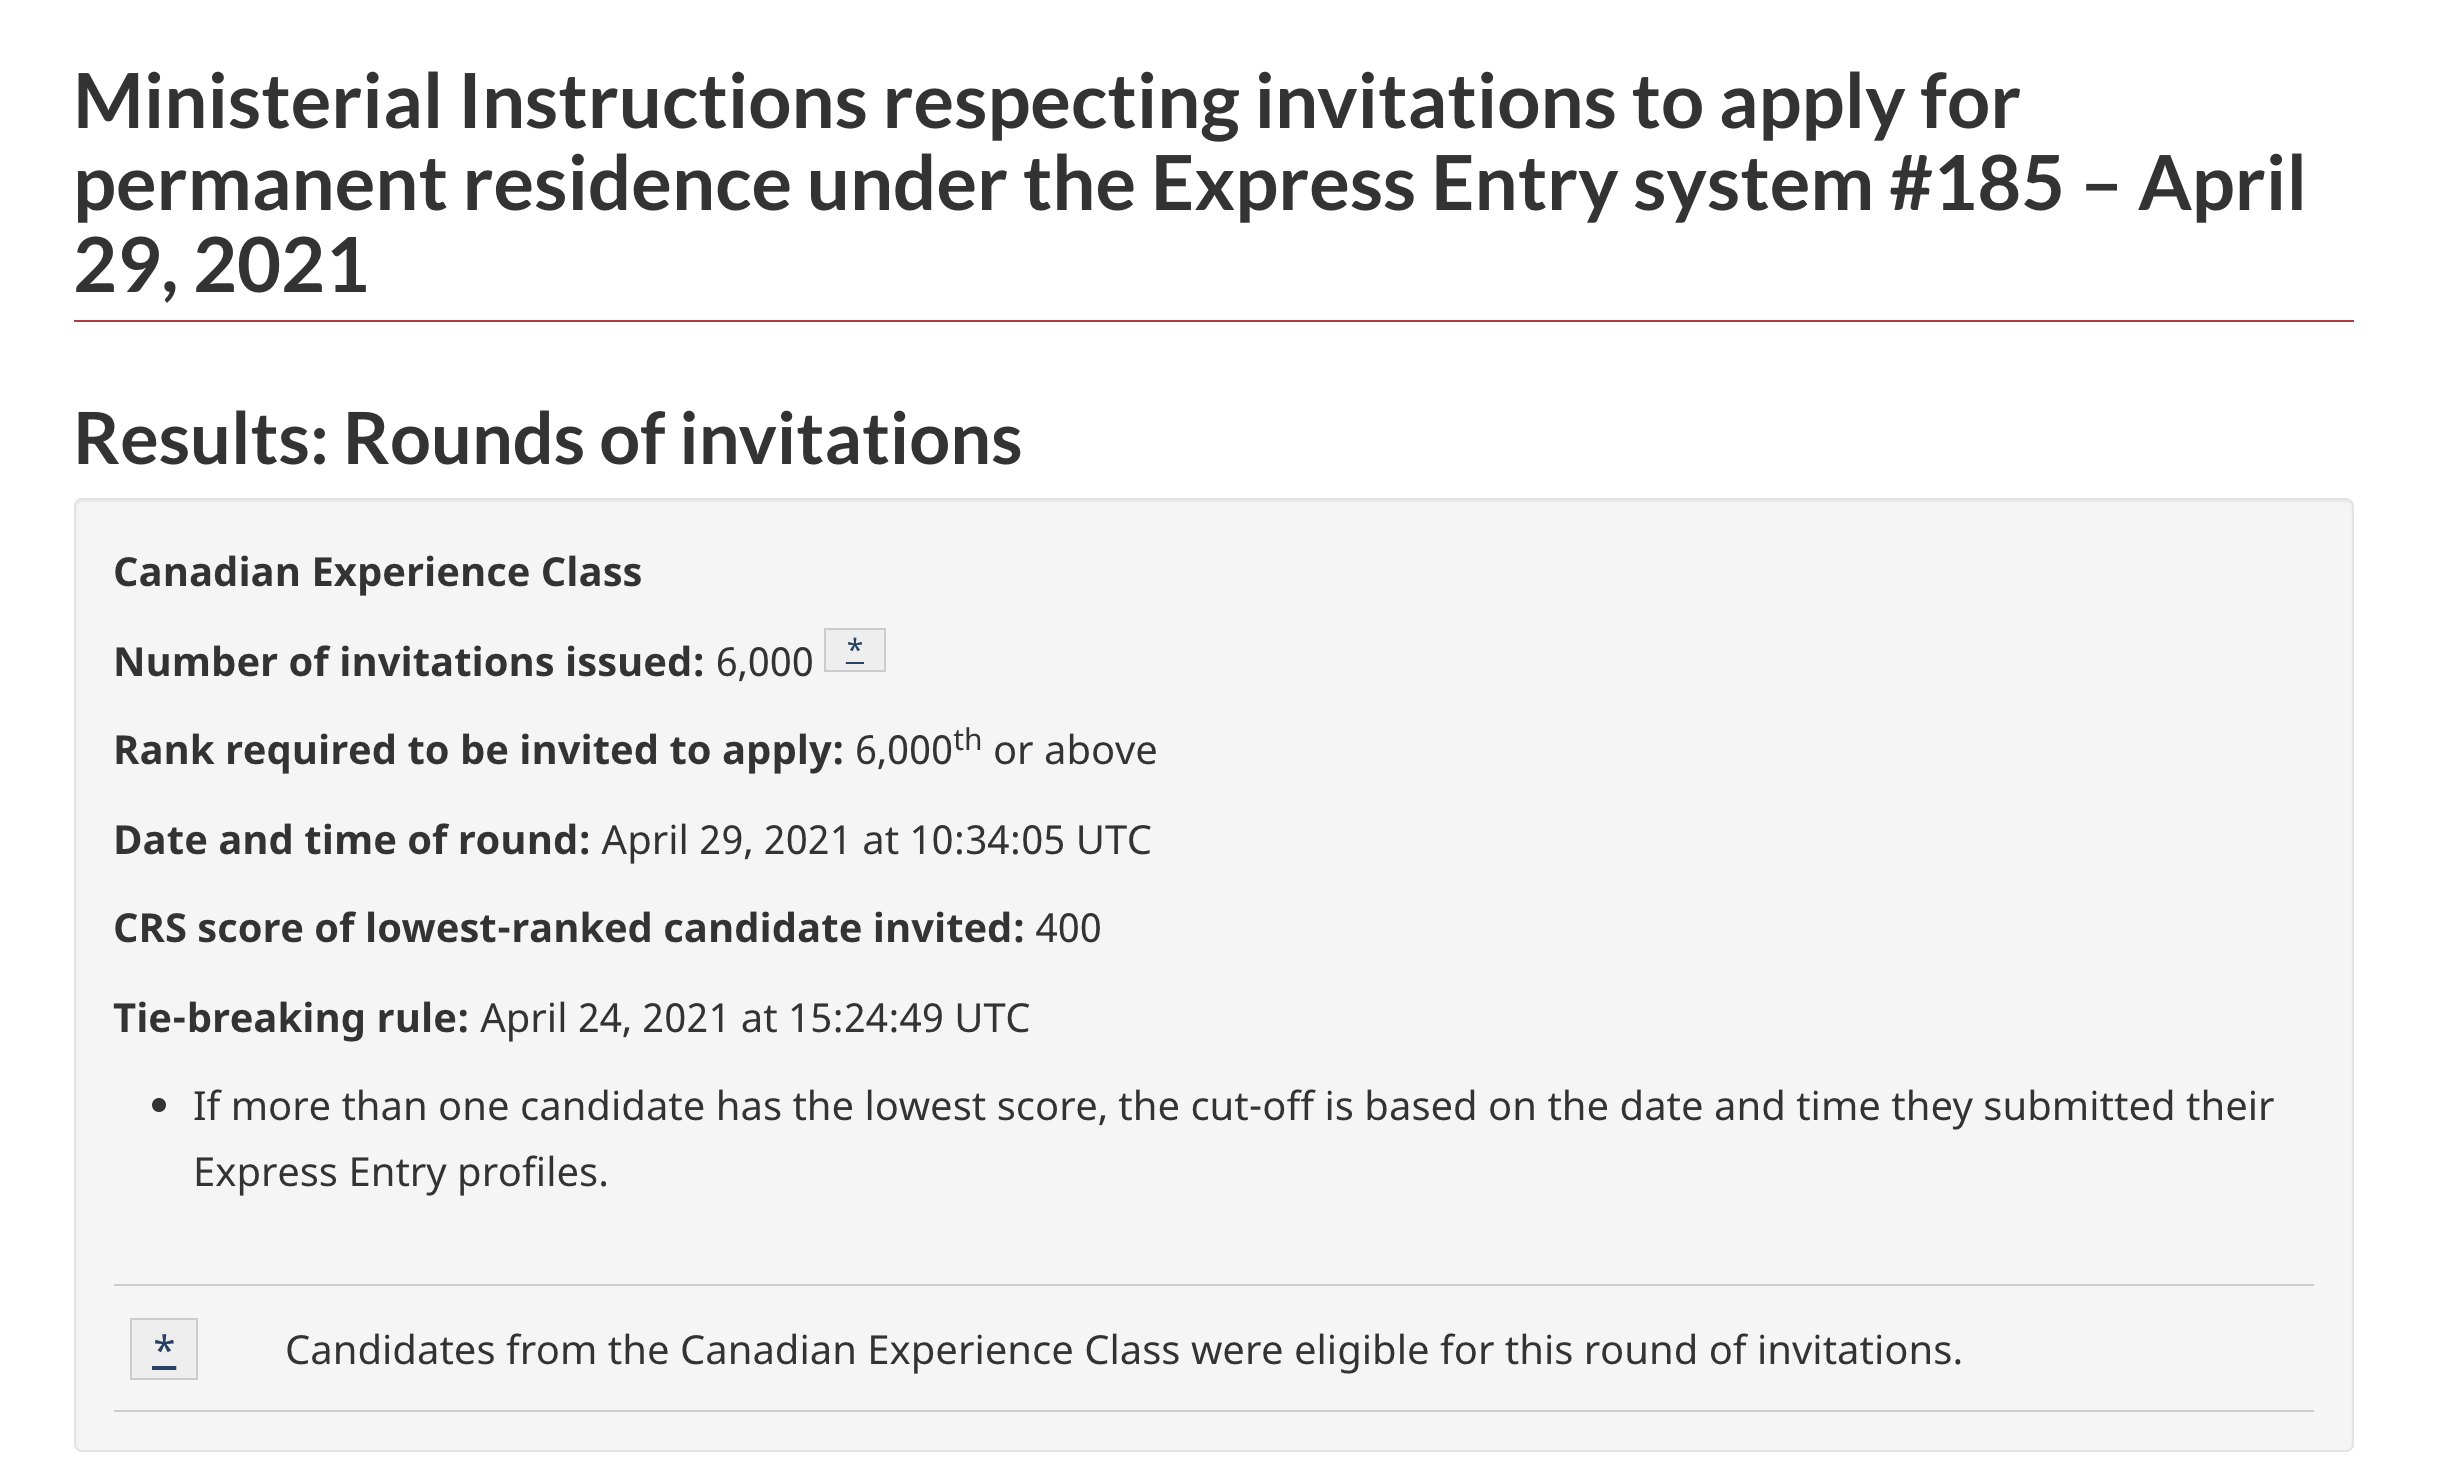 Ministerial Instructions respecting invitations to apply for
permanent residence under the Express Entry system #185 – April
29, 2021
Results: Rounds of invitations
Canadian Experience Class
Number of invitations issued: 6,000 *
Rank required to be invited to apply: 6,000th or above
Date and time of round: April 29, 2021 at 10:34:05 UTC
CRS score of lowest-ranked candidate invited: 400
Tie-breaking rule: April 24, 2021 at 15:24:49 UTC
• If more than one candidate has the lowest score, the cut-off is based on the date and time they submitted their
Express Entry profiles.
* Candidates from the Canadian Experience Class were eligible for this round of invitations.